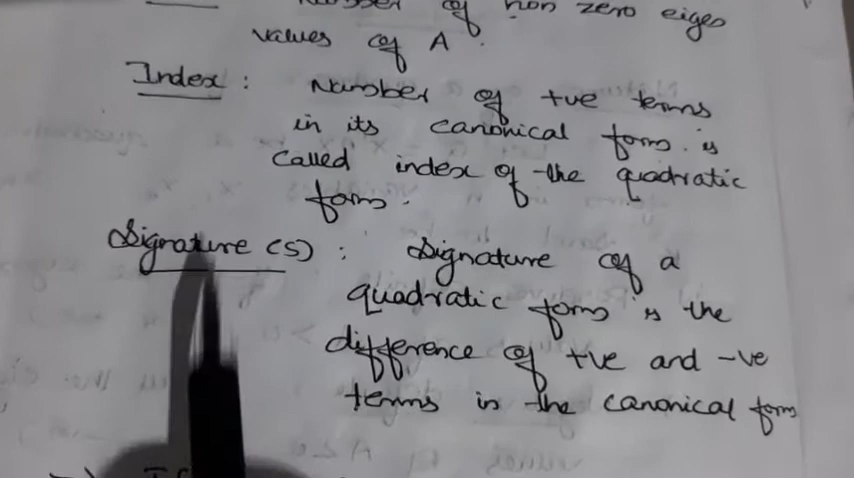 Number of non zero eigen
values of A.
Index : Number of +ve terms
in its canonical form is
called index of the quadratic
form.
Signature (S) : Signature of a
quadratic form is the
difference of +ve and -ve
terms in the canonical form